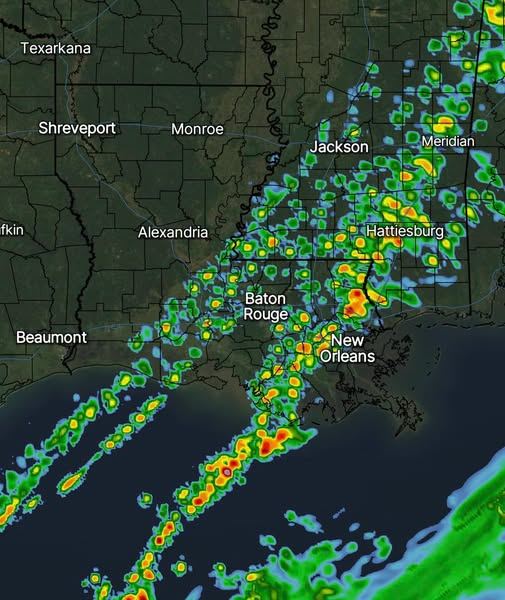 Texarkana
Shreveport
Monroe
Jackson
Meridian
fkin
Alexandria
Hattiesburg
Baton
Rouge
Beaumont
New
Orleans